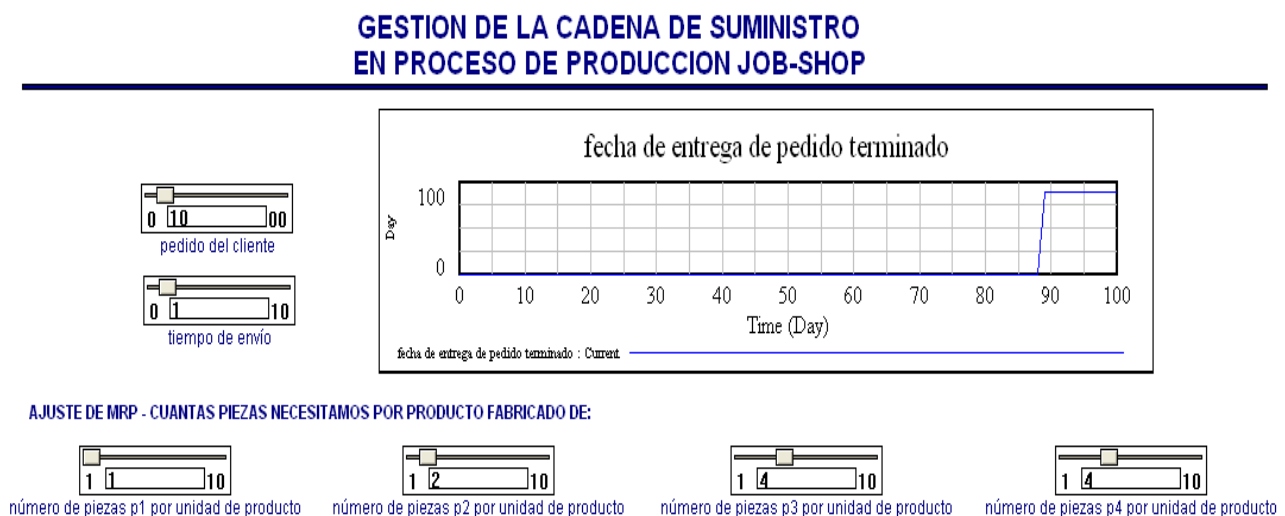 GESTION DE LA CADENA DE SUMINISTRO
EN PROCESO DE PRODUCCION JOB-SHOP
fecha de entrega de pedido terminado
100
Day
0
0 10 20 30 40 50 60 70 80 90 100
Time (Day)
fecha de entrega de pedido terminado : Current
0 10 00
pedido del cliente
0 1 10
tiempo de envío
AJUSTE DE MRP - CUANTAS PIEZAS NECESITAMOS POR PRODUCTO FABRICADO DE:
1 1 10
número de piezas p1 por unidad de producto
1 2 10
número de piezas p2 por unidad de producto
1 4 10
número de piezas p3 por unidad de producto
1 4 10
número de piezas p4 por unidad de producto